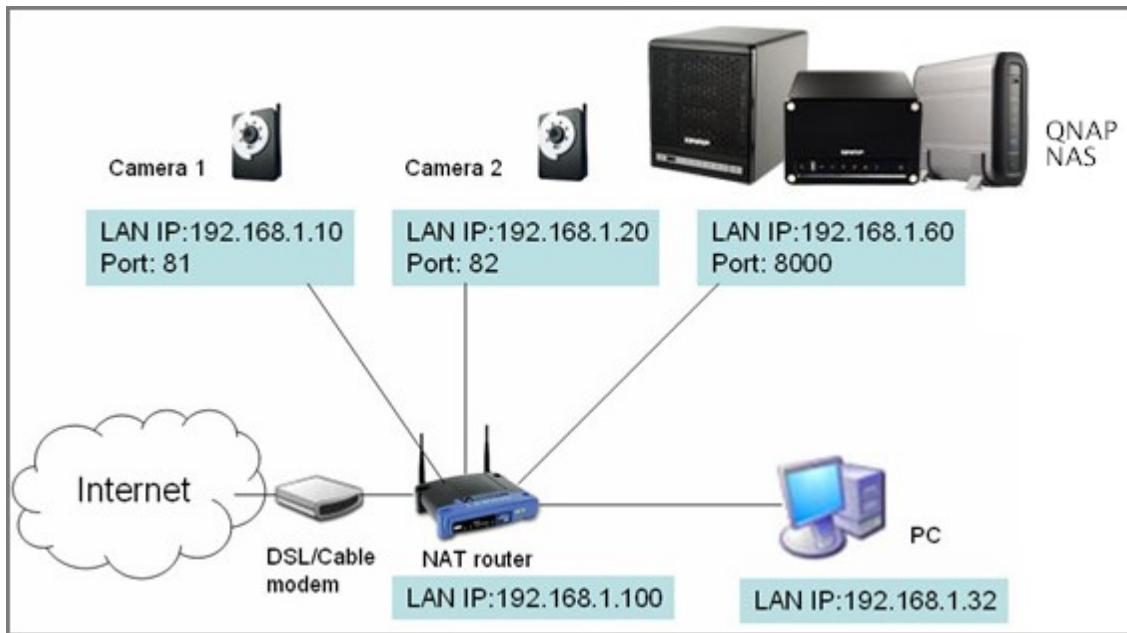 QNAP
NAS
Camera 1
Camera 2
LAN IP:192.168.1.10
Port: 81
LAN IP:192.168.1.20
Port: 82
LAN IP:192.168.1.60
Port: 8000
Internet
DSL/Cable
modem
NAT router
PC
LAN IP:192.168.1.100
LAN IP:192.168.1.32